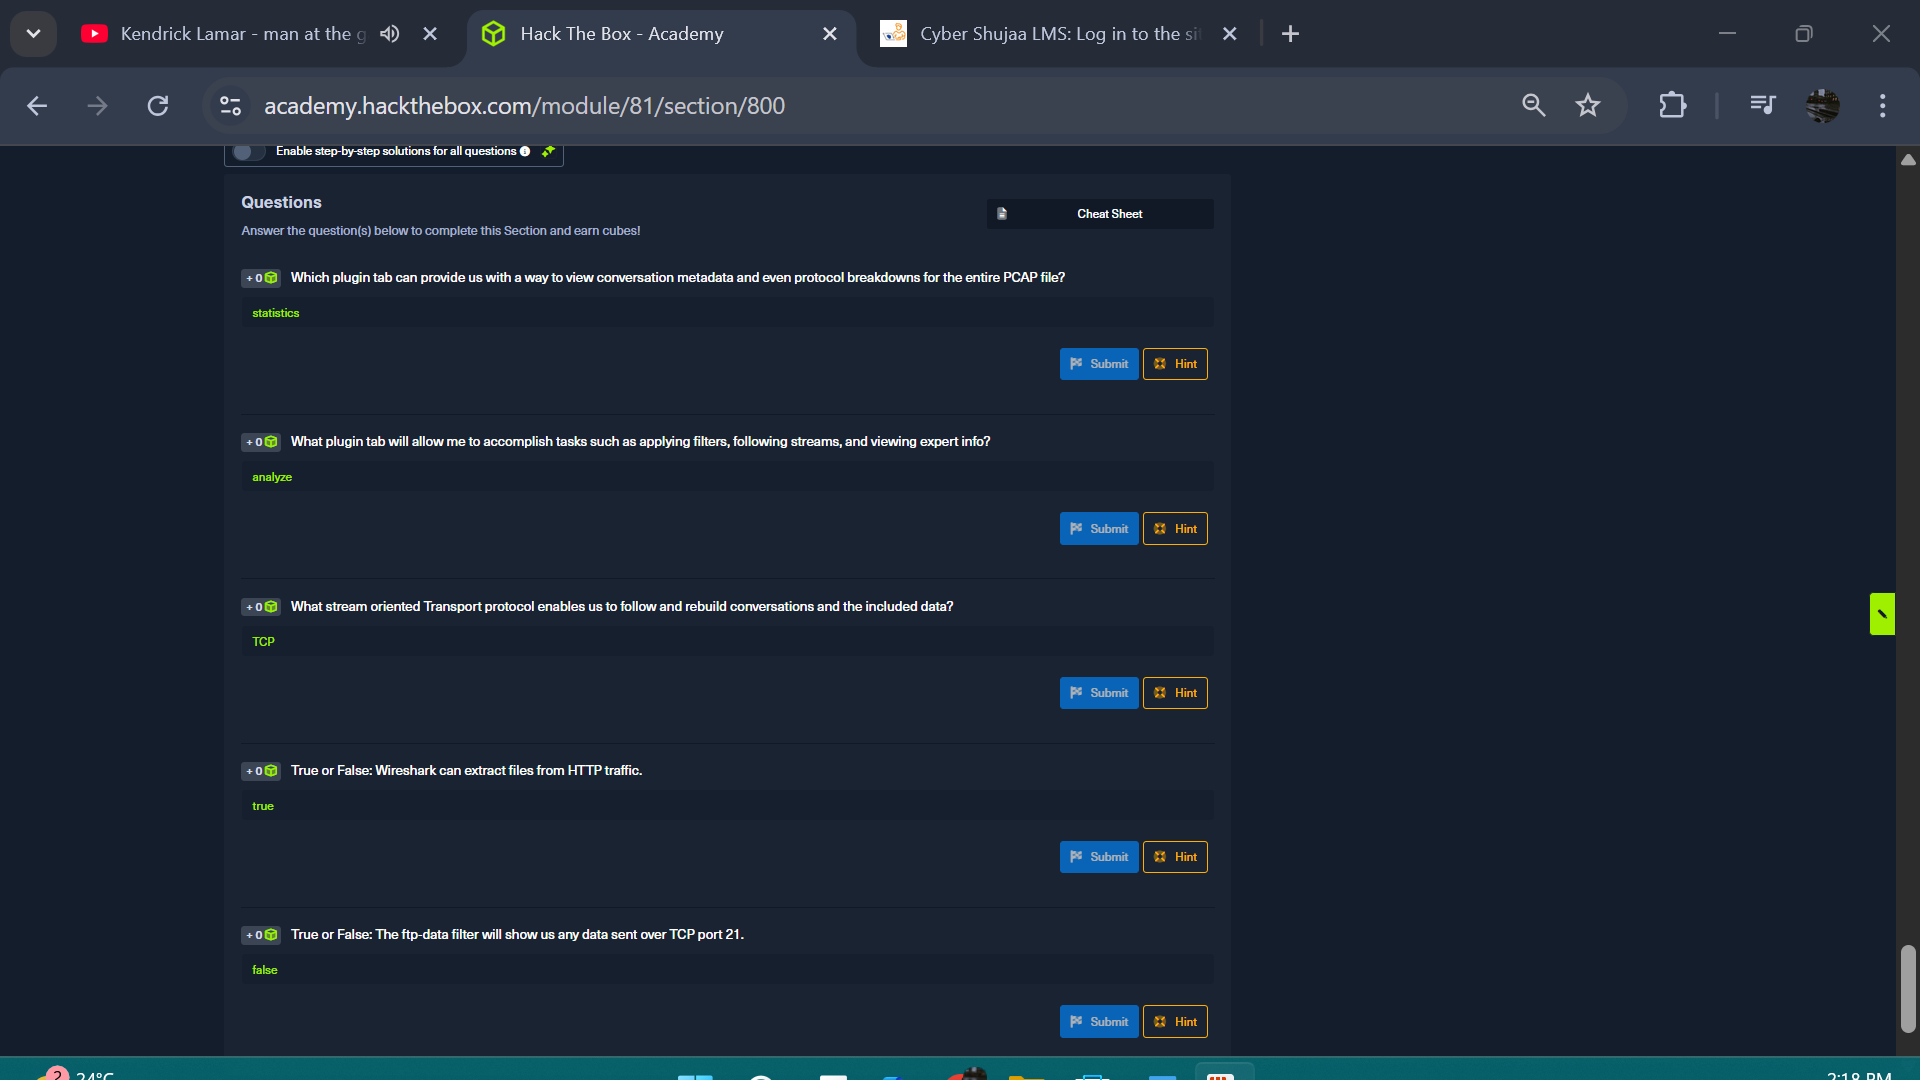 Kendrick Lamar - man at the g
Hack The Box - Academy
Cyber Shujaa LMS: Log in to the si
academy.hackthebox.com/module/81/section/800
Enable step-by-step solutions for all questions
Questions
Cheat Sheet
Answer the question(s) below to complete this Section and earn cubes!
+ 0 Which plugin tab can provide us with a way to view conversation metadata and even protocol breakdowns for the entire PCAP file?
statistics
Submit Hint
+ 0 What plugin tab will allow me to accomplish tasks such as applying filters, following streams, and viewing expert info?
analyze
Submit Hint
+ 0 What stream oriented Transport protocol enables us to follow and rebuild conversations and the included data?
TCP
Submit Hint
+ 0 True or False: Wireshark can extract files from HTTP traffic.
true
Submit Hint
+ 0 True or False: The ftp-data filter will show us any data sent over TCP port 21.
false
Submit Hint
2 24°C
2:18 PM